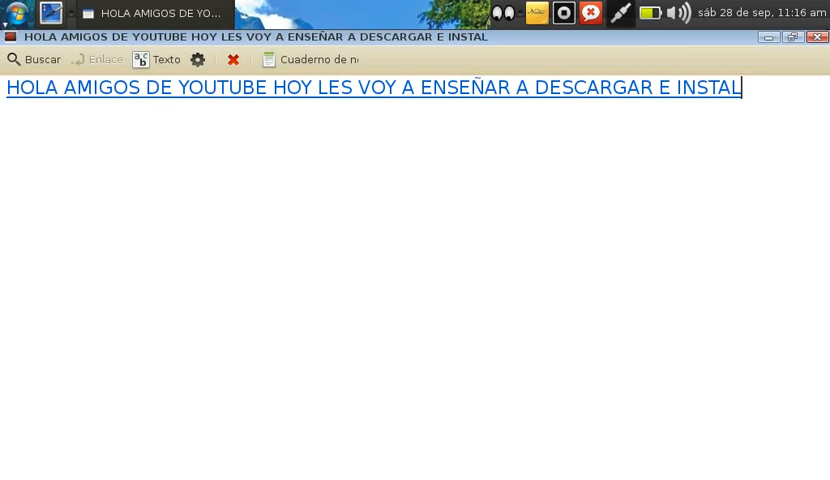 HOLA AMIGOS DE YO...
sáb 28 de sep, 11:16 am
HOLA AMIGOS DE YOUTUBE HOY LES VOY A ENSEÑAR A DESCARGAR E INSTAL
Buscar Enlace Texto Cuaderno de n
HOLA AMIGOS DE YOUTUBE HOY LES VOY A ENSEÑAR A DESCARGAR E INSTAL